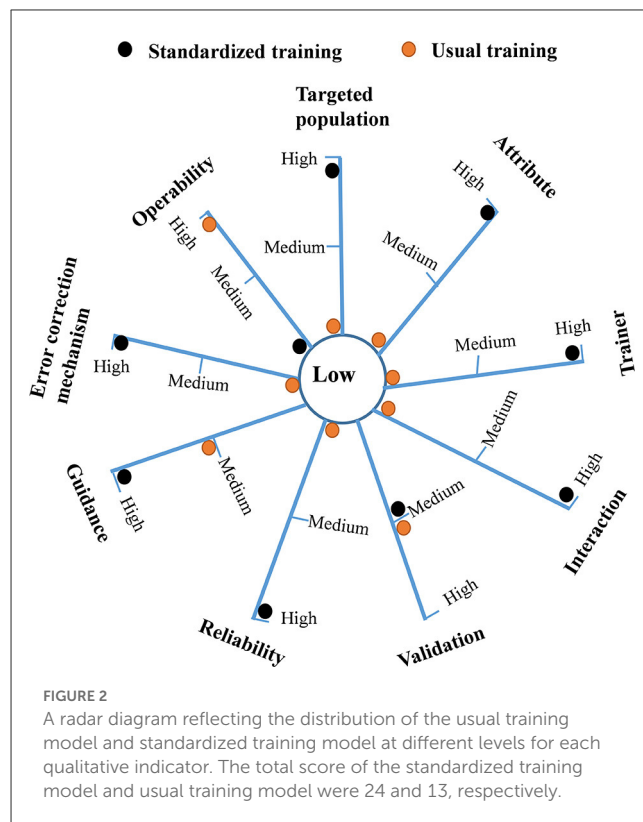 Standardized training
Usual training
Targeted
population
High
Medium
Attribute
High
Medium
Trainer
High
Medium
Interaction
High
Medium
Validation
High
Medium
Reliability
High
Medium
Guidance
High
Medium
Error correction
mechanism
High
Medium
Operability
High
Medium
Low
FIGURE 2
A radar diagram reflecting the distribution of the usual training
model and standardized training model at different levels for each
qualitative indicator. The total score of the standardized training
model and usual training model were 24 and 13, respectively.